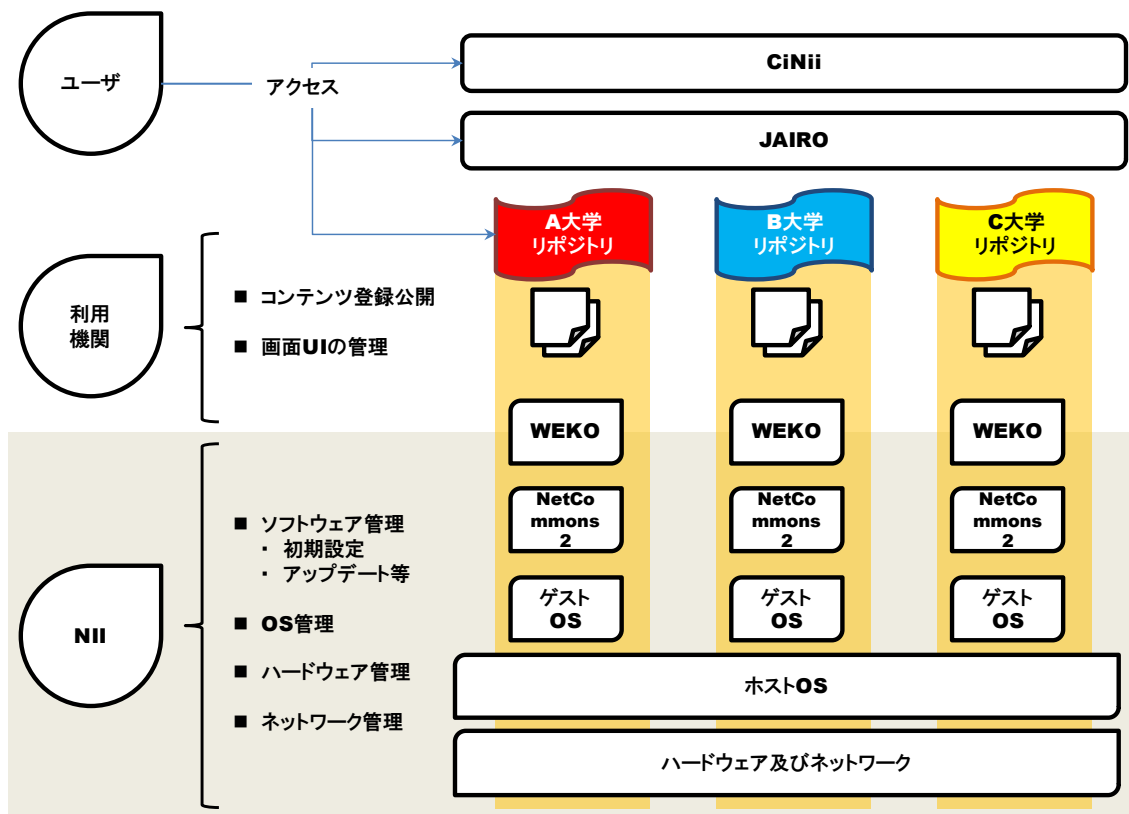 ユーザ
アクセス
CiNii
JAIRO
A大学
リポジトリ
B大学
リポジトリ
C大学
リポジトリ
利用
機関
■ コンテンツ登録公開
■ 画面UIの管理
WEKO
WEKO
WEKO
NetCo
mmons
2
NetCo
mmons
2
NetCo
mmons
2
NII
■ ソフトウェア管理
・ 初期設定
・ アップデート等
■ OS管理
■ ハードウェア管理
■ ネットワーク管理
ゲスト
OS
ゲスト
OS
ゲスト
OS
ホストOS
ハードウェア及びネットワーク